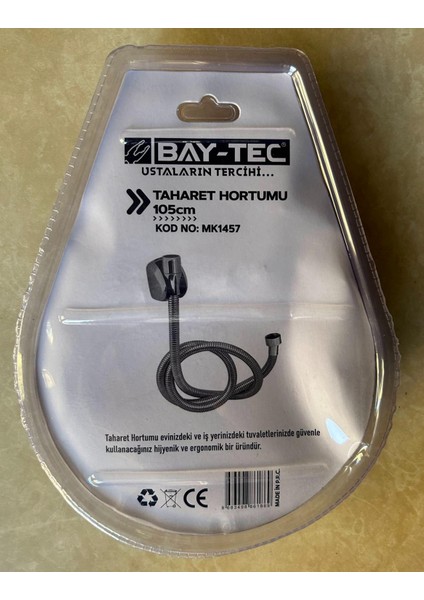 BAY-TEC®
USTALARIN TERCİHİ...
TAHARET HORTUMU
105cm
KOD NO: MK1457
Taharet Hortumu evinizdeki ve iş yerinizdeki tuvaletlerinizde güvenle
kullanacağınız hijyenik ve ergonomik bir üründür.
CE
MADE IN P.R.C.